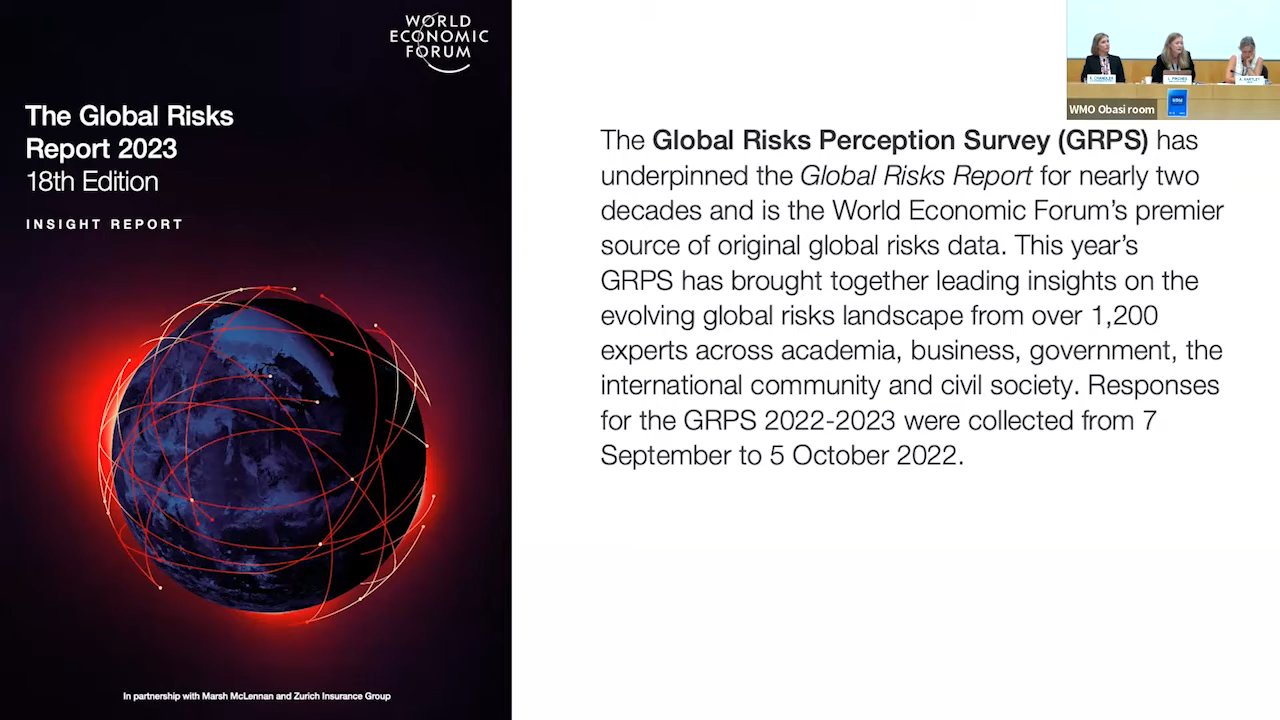 WORLD
ECONOMIC
FORUM
The Global Risks
Report 2023
18th Edition
INSIGHT REPORT
In partnership with Marsh McLennan and Zurich Insurance Group
The Global Risks Perception Survey (GRPS) has
underpinned the Global Risks Report for nearly two
decades and is the World Economic Forum’s premier
source of original global risks data. This year’s
GRPS has brought together leading insights on the
evolving global risks landscape from over 1,200
experts across academia, business, government, the
international community and civil society. Responses
for the GRPS 2022-2023 were collected from 7
September to 5 October 2022.
WMO Obasi room